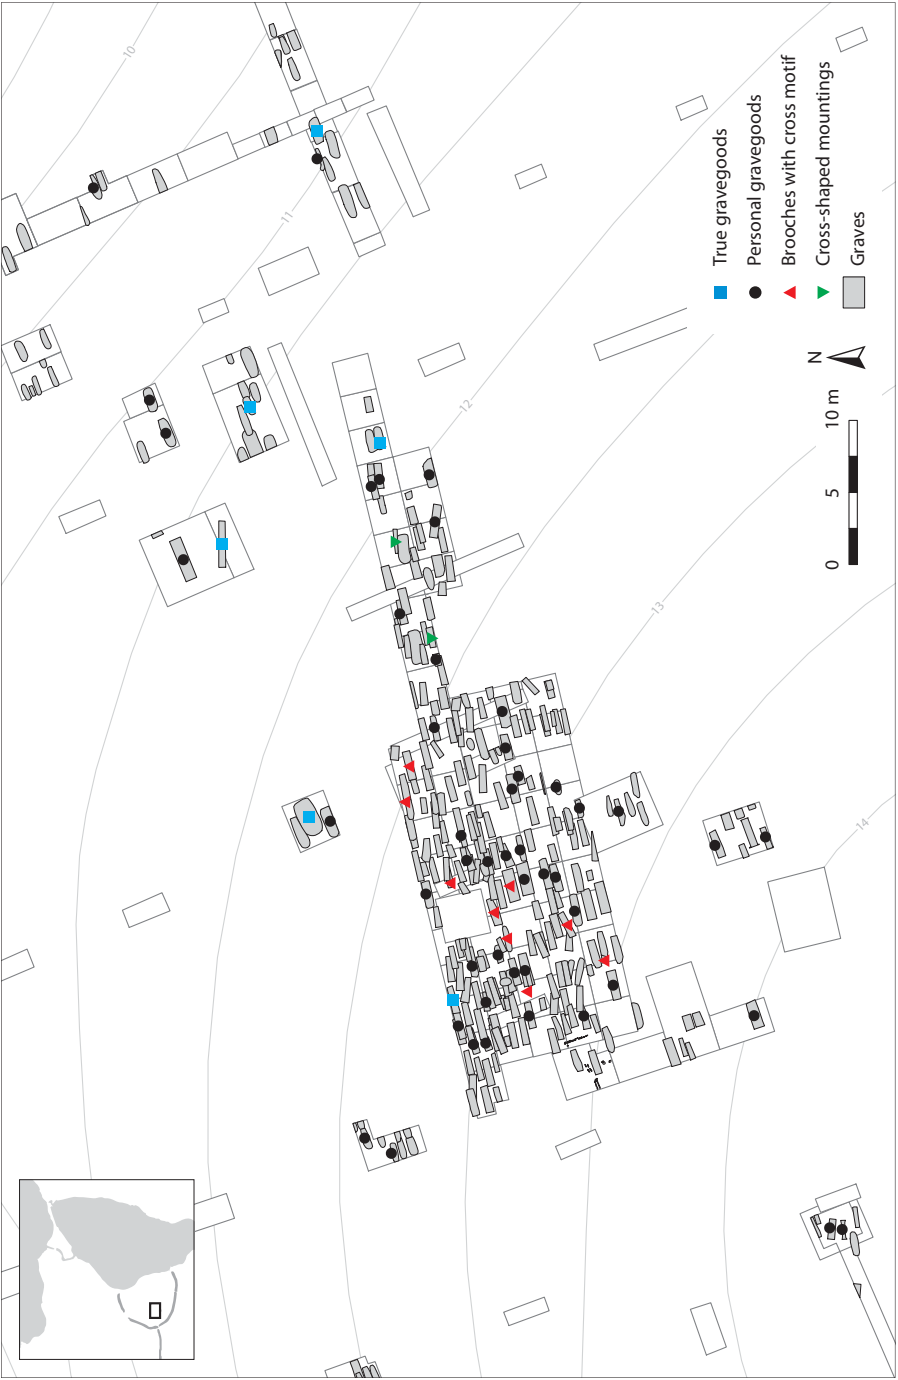 True gravegoods
Personal gravegoods
Brooches with cross motif
Cross-shaped mountings
Graves
N
0 5 10 m
10
11
12
13
14